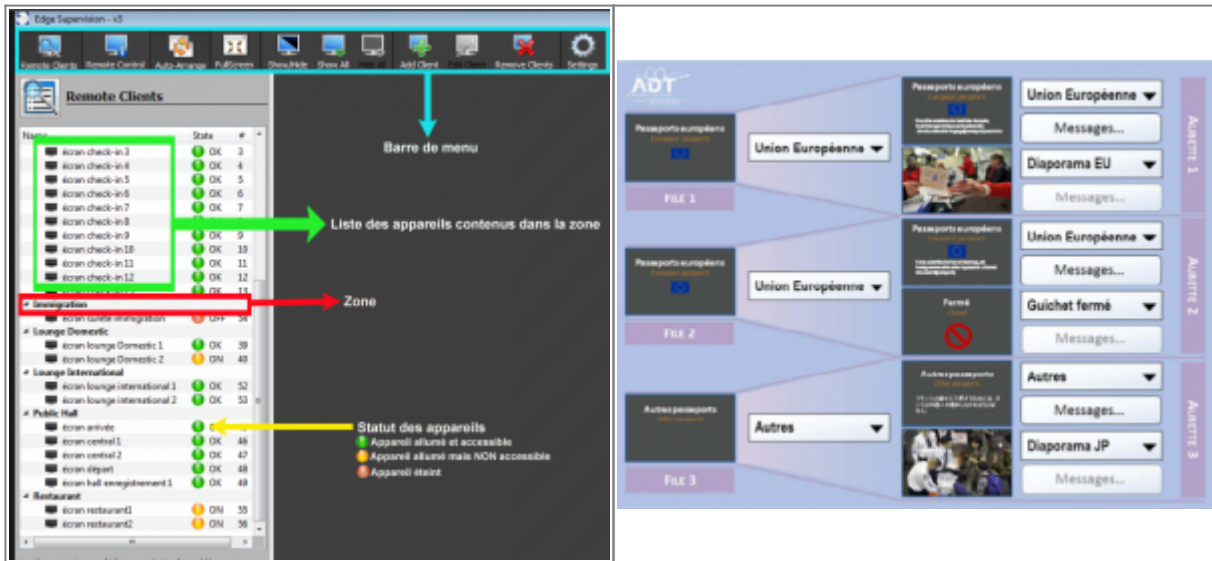 Edge Supervision - v5
Remote Clients
Remote Control
Auto-Arrange
FullScreen
Show/Hide
Show All
Hide All
Add Client
Edit Client
Remove Clients
Settings
Remote Clients
Name State #
écran check-in 3 OK 3
écran check-in 4 OK 4
écran check-in 5 OK 5
écran check-in 6 OK 6
écran check-in 7 OK 7
écran check-in 8
écran check-in 9 OK 9
écran check-in 10 OK 10
écran check-in 11 OK 11
écran check-in 12 OK 12
OK 13
Immigration
écran sureté immigration OFF
Lounge Domestic
écran lounge Domestic 1 OK 39
écran lounge Domestic 2 ON 40
Lounge International
écran lounge international 1 OK 52
écran lounge international 2 OK 53
Public Hall
écran arrivée
écran central 1 OK 46
écran central 2 OK 47
écran départ OK 48
écran hall enregistrement 1 OK 49
Restaurant
écran restaurant1 ON 55
écran restaurant2 ON 56
Barre de menu
Liste des appareils contenus dans la zone
Zone
Statut des appareils
Appareil allumé et accessible
Appareil allumé mais NON accessible
Appareil éteint
ADT
Passeports européens
European passports
FILE 1
Union Européenne
Passeports européens
European passports
Union Européenne
Messages...
Diaporama EU
Messages...
AUBETTE 1
Passeports européens
European passports
FILE 2
Union Européenne
Passeports européens
European passports
Fermé
Closed
Union Européenne
Messages...
Guichet fermé
Messages...
AUBETTE 2
Autres passeports
Other passports
FILE 3
Autres
Autres passeports
Other passports
Autres
Messages...
Diaporama JP
Messages...
AUBETTE 3